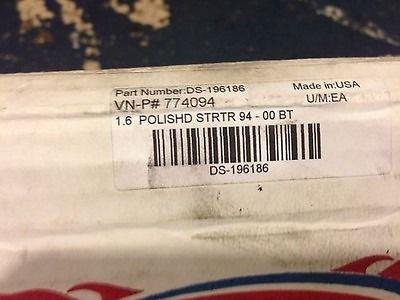 Part Number:DS-196186 Made in:USA
VN-P# 774094 U/M:EA
1.6 POLISHD STRTR 94 - 00 BT
DS-196186